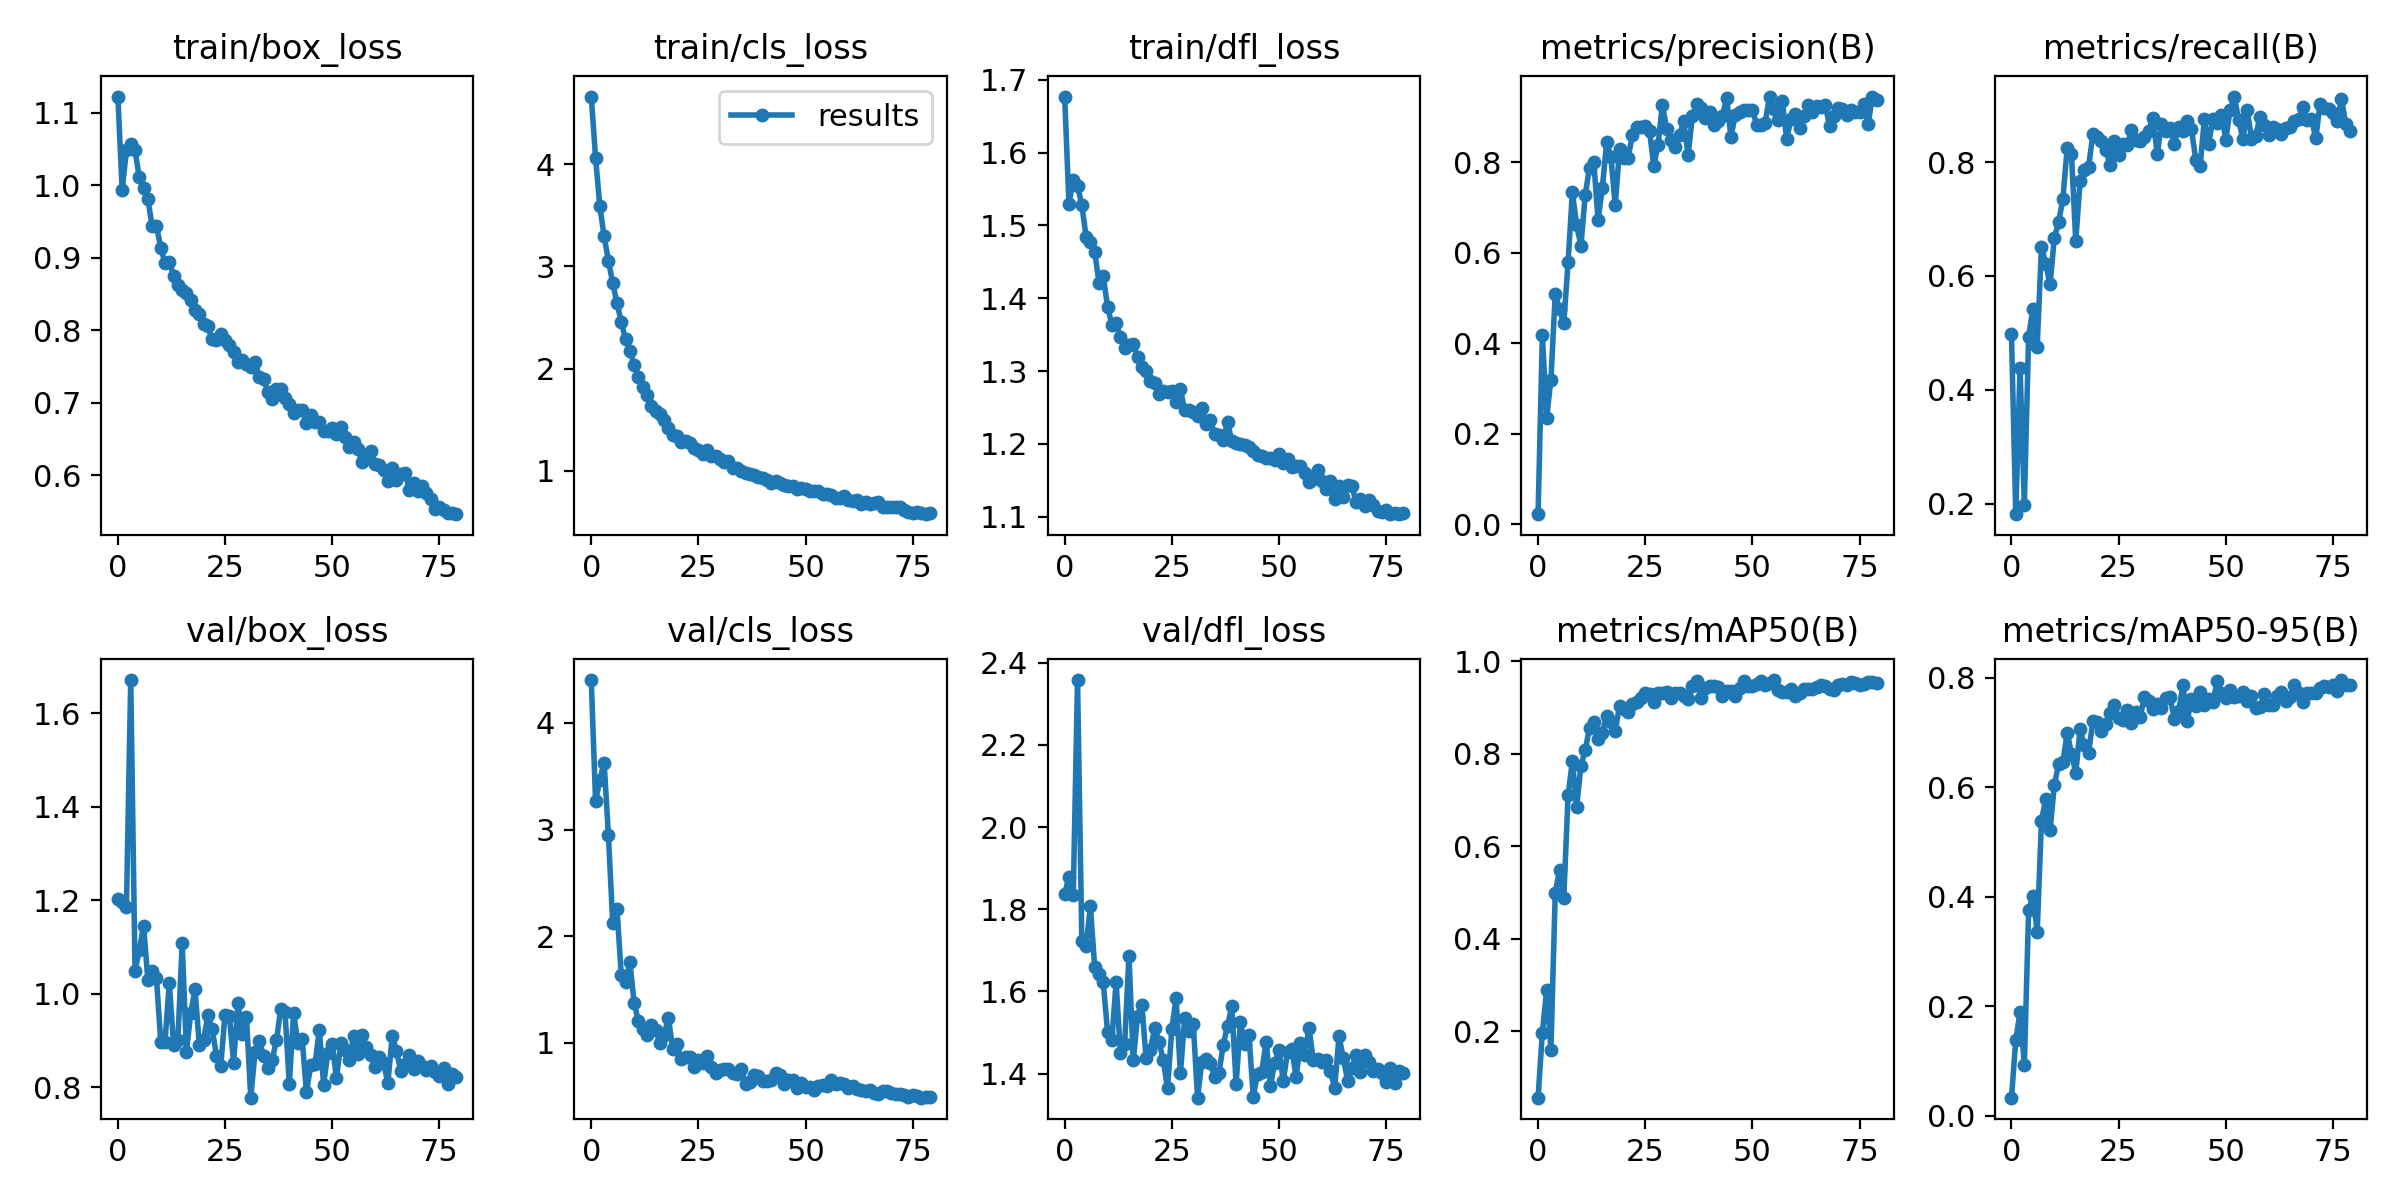 train/box_loss
1.1
1.0
0.9
0.8
0.7
0.6
0 25 50 75
train/cls_loss
results
4
3
2
1
0 25 50 75
train/dfl_loss
1.7
1.6
1.5
1.4
1.3
1.2
1.1
0 25 50 75
metrics/precision(B)
0.8
0.6
0.4
0.2
0.0
0 25 50 75
metrics/recall(B)
0.8
0.6
0.4
0.2
0 25 50 75
val/box_loss
1.6
1.4
1.2
1.0
0.8
0 25 50 75
val/cls_loss
4
3
2
1
0 25 50 75
val/dfl_loss
2.4
2.2
2.0
1.8
1.6
1.4
0 25 50 75
metrics/mAP50(B)
1.0
0.8
0.6
0.4
0.2
0 25 50 75
metrics/mAP50-95(B)
0.8
0.6
0.4
0.2
0.0
0 25 50 75